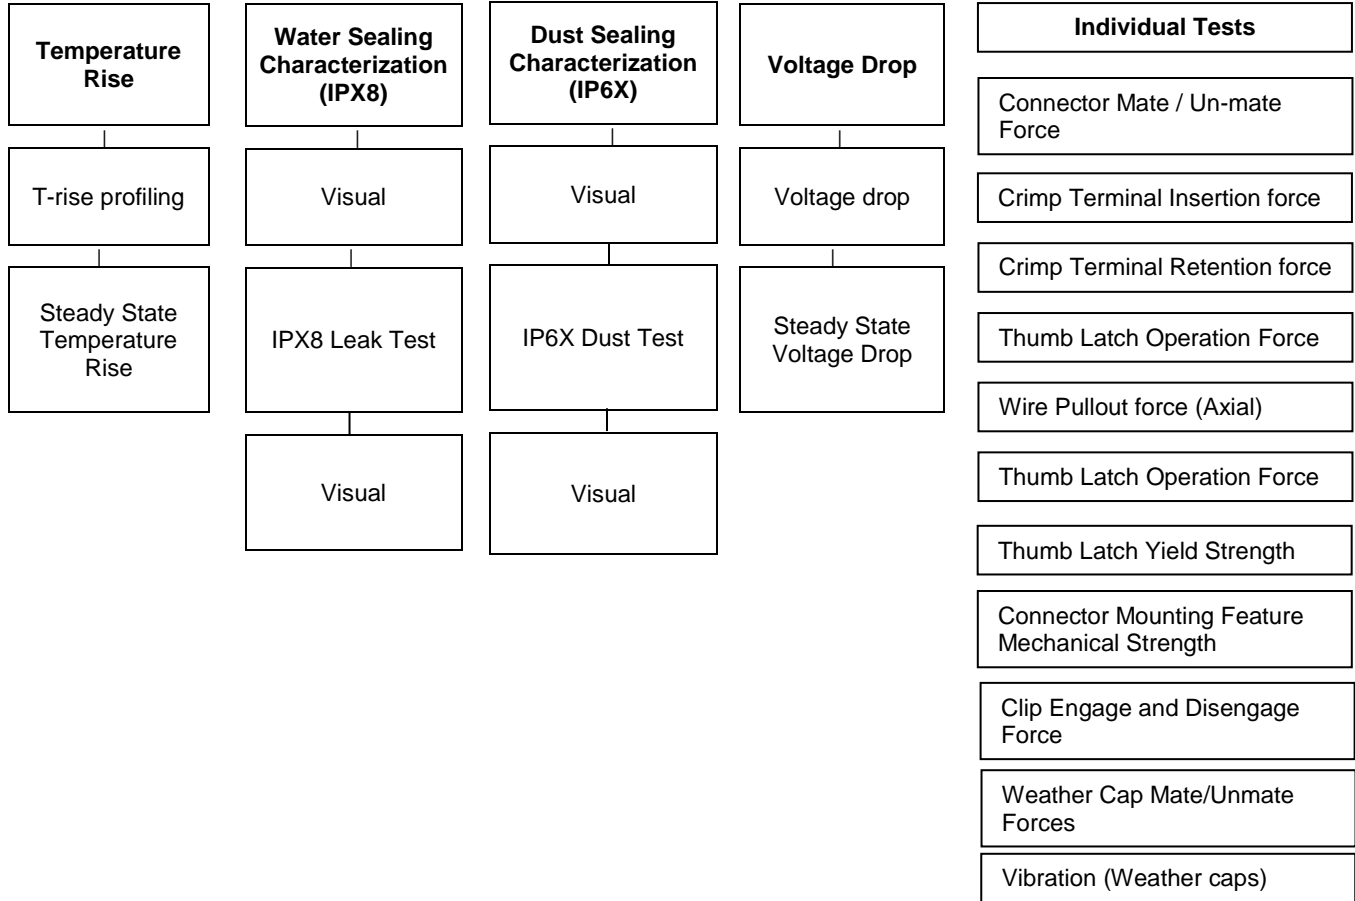 Temperature
Rise
T-rise profiling
Steady State
Temperature
Rise
Water Sealing
Characterization
(IPX8)
Visual
IPX8 Leak Test
Visual
Dust Sealing
Characterization
(IP6X)
Visual
IP6X Dust Test
Visual
Voltage Drop
Voltage drop
Steady State
Voltage Drop
Individual Tests
Connector Mate / Un-mate
Force
Crimp Terminal Insertion force
Crimp Terminal Retention force
Thumb Latch Operation Force
Wire Pullout force (Axial)
Thumb Latch Operation Force
Thumb Latch Yield Strength
Connector Mounting Feature
Mechanical Strength
Clip Engage and Disengage
Force
Weather Cap Mate/Unmate
Forces
Vibration (Weather caps)